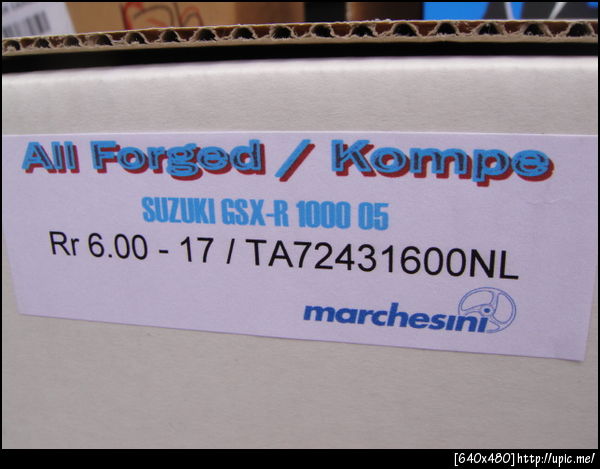 All Forged / Kompe
SUZUKI GSX-R 1000 05
Rr 6.00 - 17 / TA72431600NL
marchesini
[640x480]http://upic.me/